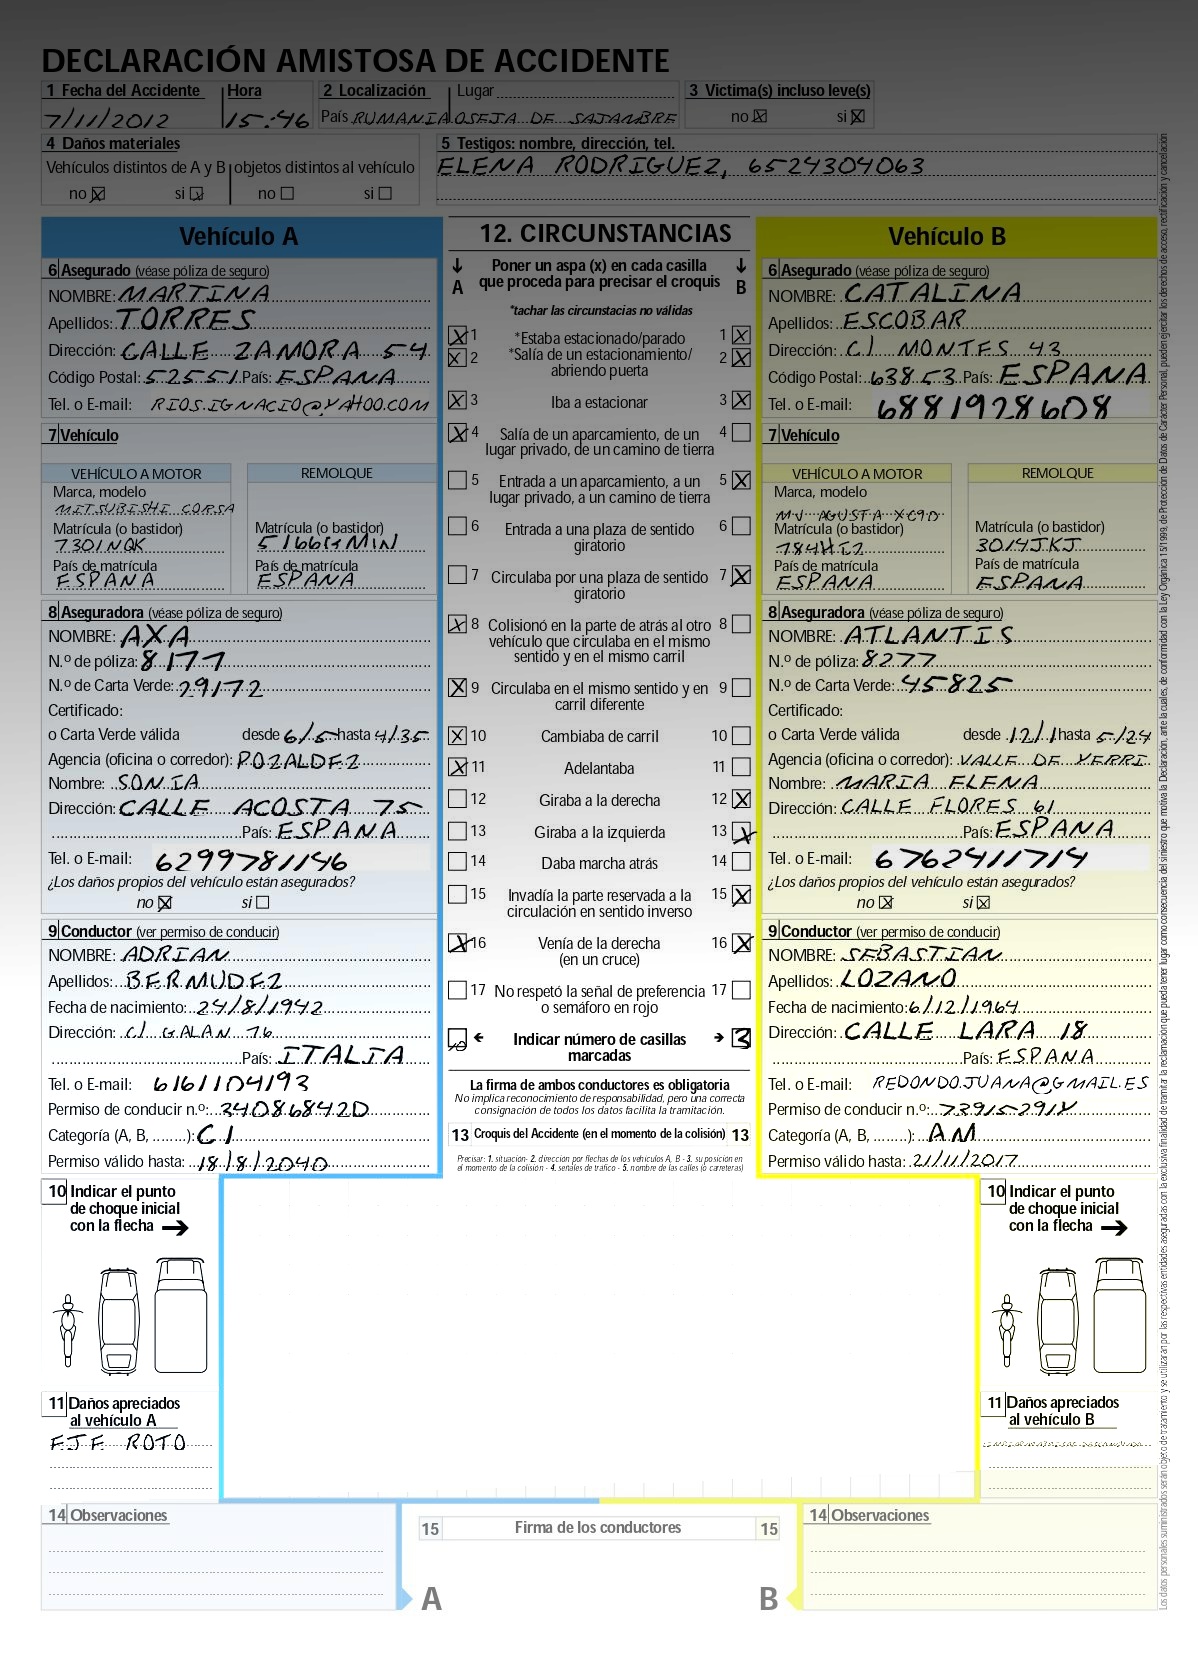 DECLARACIÓN AMISTOSA DE ACCIDENTE
1 Fecha del Accidente Hora 2 Localización Lugar 3 Victima(s) incluso leve(s)
7/11/2012 15:46 País RUMANIA OSEJA DE SAJAMBRE no X si X
4 Daños materiales
Vehículos distintos de A y B objetos distintos al vehículo
no X si X no si
5 Testigos: nombre, dirección, tel.
ELENA RODRIGUEZ, 6524304063
Vehículo A
6 Asegurado (véase póliza de seguro)
NOMBRE: MARTINA
Apellidos: TORRES
Dirección: CALLE ZAMORA 54
Código Postal: 52551 País: ESPANA
Tel. o E-mail: RIOS.IGNACIO@YAHOO.COM
7 Vehículo
VEHÍCULO A MOTOR REMOLQUE
Marca, modelo
MITSUBISHI CORSA
Matrícula (o bastidor) Matrícula (o bastidor)
7301NQK 5166GMIN
País de matrícula País de matrícula
ESPANA ESPANA
8 Aseguradora (véase póliza de seguro)
NOMBRE: AXA
N.º de póliza: 8177
N.º de Carta Verde: 29172
Certificado:
o Carta Verde válida desde 6/5 hasta 4/35
Agencia (oficina o corredor): POZALDEZ
Nombre: SONIA
Dirección: CALLE ACOSTA 75
País: ESPANA
Tel. o E-mail: 6299781146
¿Los daños propios del vehículo están asegurados?
no X si
9 Conductor (ver permiso de conducir)
NOMBRE: ADRIAN
Apellidos: BERMUDEZ
Fecha de nacimiento: 24/8/1942
Dirección: C/ GALAN 76
País: ITALIA
Tel. o E-mail: 6161104193
Permiso de conducir n.º: 34086842D
Categoría (A, B, ........): C1
Permiso válido hasta: 18/8/2040
12. CIRCUNSTANCIAS
A Poner un aspa (x) en cada casilla que proceda para precisar el croquis B
*tachar las circunstacias no válidas
X 1 *Estaba estacionado/parado 1 X
X 2 *Salía de un estacionamiento/ 2 X
abriendo puerta
X 3 Iba a estacionar 3 X
X 4 Salía de un aparcamiento, de un 4
lugar privado, de un camino de tierra
5 Entrada a un aparcamiento, a un 5 X
lugar privado, a un camino de tierra
6 Entrada a una plaza de sentido 6
giratorio
7 Circulaba por una plaza de sentido 7 X
giratorio
X 8 Colisionó en la parte de atrás al otro 8
vehículo que circulaba en el mismo
sentido y en el mismo carril
X 9 Circulaba en el mismo sentido y en 9
carril diferente
X 10 Cambiaba de carril 10
X 11 Adelantaba 11
12 Giraba a la derecha 12 X
13 Giraba a la izquierda 13 X
14 Daba marcha atrás 14
15 Invadía la parte reservada a la 15 X
circulación en sentido inverso
X 16 Venía de la derecha 16 X
(en un cruce)
17 No respetó la señal de preferencia 17
o semáforo en rojo
Indicar número de casillas 3
marcadas
La firma de ambos conductores es obligatoria
No implica reconocimiento de responsabilidad, pero una correcta
consignación de todos los datos facilita la tramitación.
13 Croquis del Accidente (en el momento de la colisión) 13
Precisar: 1. situación- 2. dirección por flechas de los vehículos A, B - 3. su posición en
el momento de la colisión - 4. señales de trafico - 5. nombre de las calles (o carreteras)
Vehículo B
6 Asegurado (véase póliza de seguro)
NOMBRE: CATALINA
Apellidos: ESCOBAR
Dirección: C/ MONTES 43
Código Postal: 63853 País: ESPANA
Tel. o E-mail: 6881928608
7 Vehículo
VEHÍCULO A MOTOR REMOLQUE
Marca, modelo
MV AGUSTA XC90
Matrícula (o bastidor) Matrícula (o bastidor)
784HIZ 3014JKJ
País de matrícula País de matrícula
ESPANA ESPANA
8 Aseguradora (véase póliza de seguro)
NOMBRE: ATLANTIS
N.º de póliza: 8277
N.º de Carta Verde: 45825
Certificado:
o Carta Verde válida desde 12/1 hasta 5/24
Agencia (oficina o corredor): VALLE DE YERRI
Nombre: MARIA ELENA
Dirección: CALLE FLORES 61
País: ESPANA
Tel. o E-mail: 6762411714
¿Los daños propios del vehículo están asegurados?
no X si X
9 Conductor (ver permiso de conducir)
NOMBRE: SEBASTIAN
Apellidos: LOZANO
Fecha de nacimiento: 6/12/1964
Dirección: CALLE LARA 18
País: ESPANA
Tel. o E-mail: REDONDOJUANA@GMAIL.ES
Permiso de conducir n.º: 73915291X
Categoría (A, B, ........): AM
Permiso válido hasta: 21/11/2017
10 Indicar el punto
de choque inicial
con la flecha
11 Daños apreciados
al vehículo A
EJE ROTO
10 Indicar el punto
de choque inicial
con la flecha
11 Daños apreciados
al vehículo B
14 Observaciones
15 Firma de los conductores 15
A B
14 Observaciones
Los datos personales suministrados serán objeto de tratamiento y se utilizaran por las respectivas entidades aseguradas con la exclusiva finalidad de tramitar la reclamación que pueda tener lugar como consecuencia del siniestro que motiva la Declaración, ante la cuales, de conformidad con la Ley Orgánica 15/1999, de Protección de Datos de Carácter Personal, pueden ejercitar los derechos de acceso, rectificación y cancelación